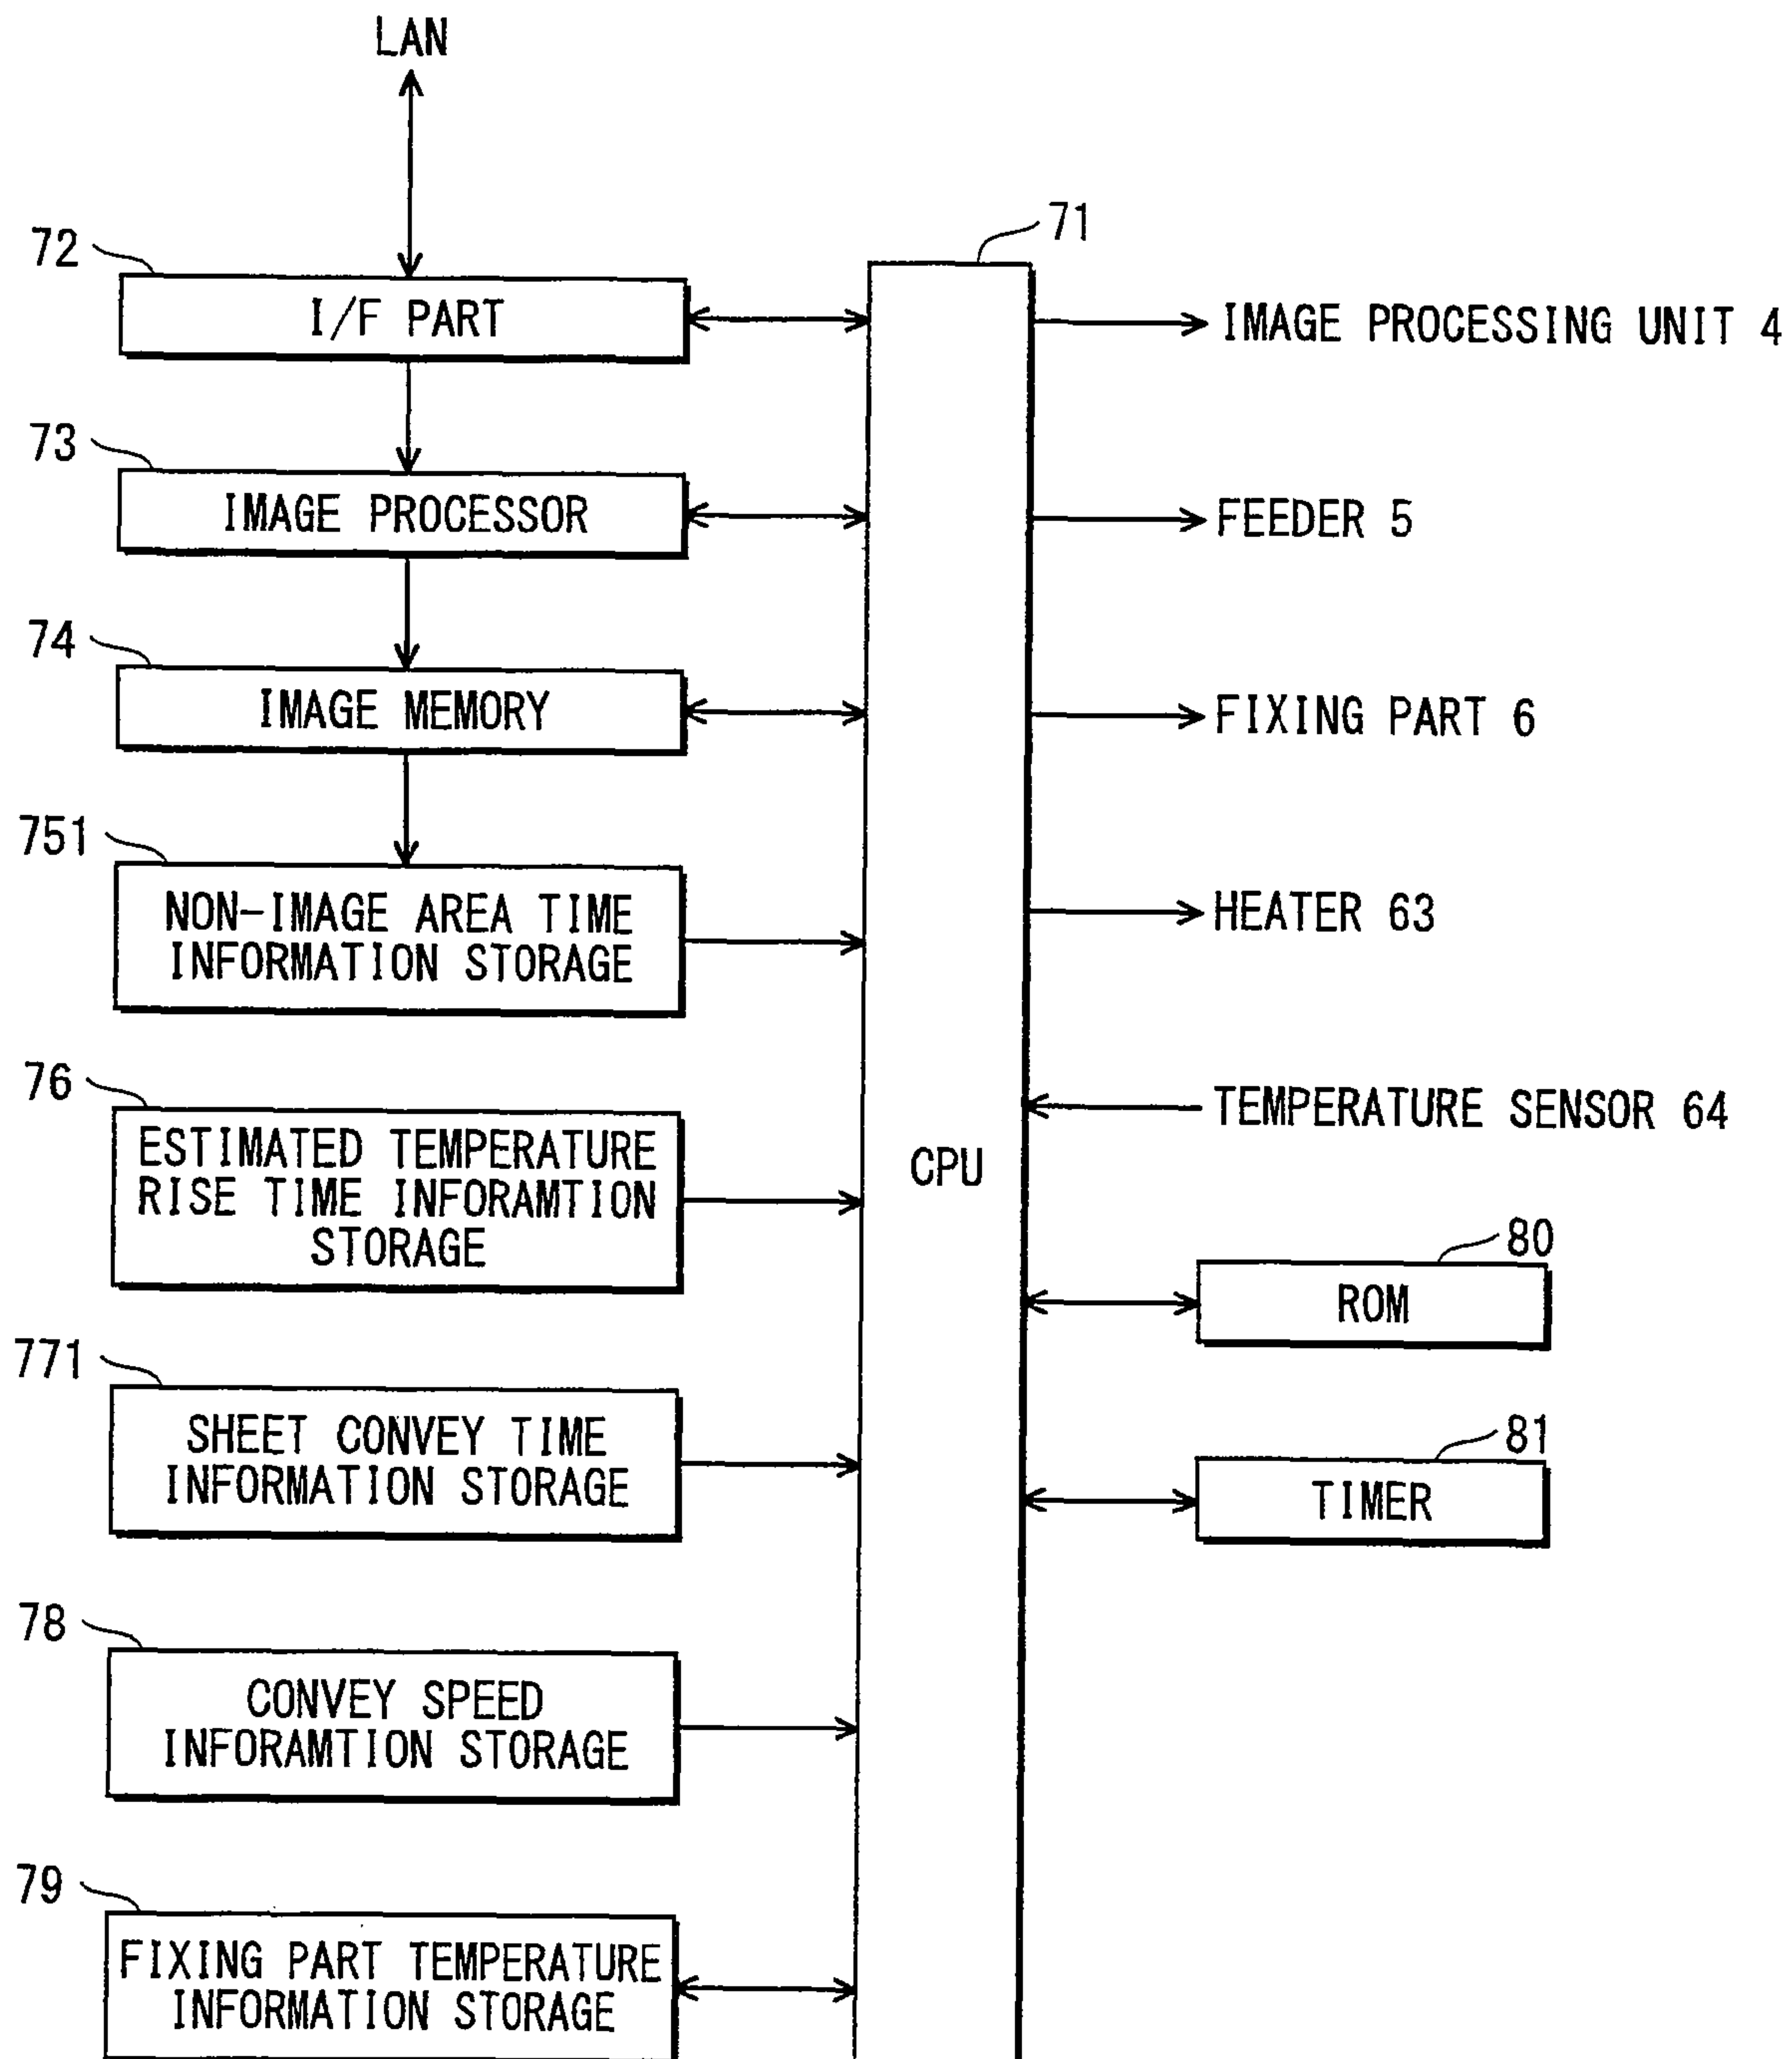 LAN
71
72
I/F PART
IMAGE PROCESSING UNIT 4
73
IMAGE PROCESSOR
FEEDER 5
74
IMAGE MEMORY
FIXING PART 6
751
NON-IMAGE AREA TIME
INFORMATION STORAGE
HEATER 63
76
ESTIMATED TEMPERATURE
RISE TIME INFORAMTION
STORAGE
TEMPERATURE SENSOR 64
CPU
80
ROM
771
SHEET CONVEY TIME
INFORMATION STORAGE
81
TIMER
78
CONVEY SPEED
INFORAMTION STORAGE
79
FIXING PART TEMPERATURE
INFORMATION STORAGE